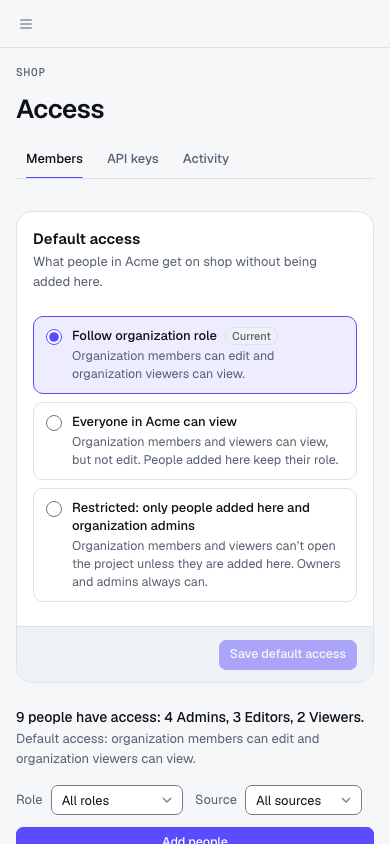 SHOP
Access
Members API keys Activity
Default access
What people in Acme get on shop without being
added here.
Follow organization role Current
Organization members can edit and
organization viewers can view.
Everyone in Acme can view
Organization members and viewers can view,
but not edit. People added here keep their role.
Restricted: only people added here and
organization admins
Organization members and viewers can’t open
the project unless they are added here. Owners
and admins always can.
Save default access
9 people have access: 4 Admins, 3 Editors, 2 Viewers.
Default access: organization members can edit and
organization viewers can view.
Role All roles Source All sources
Add people